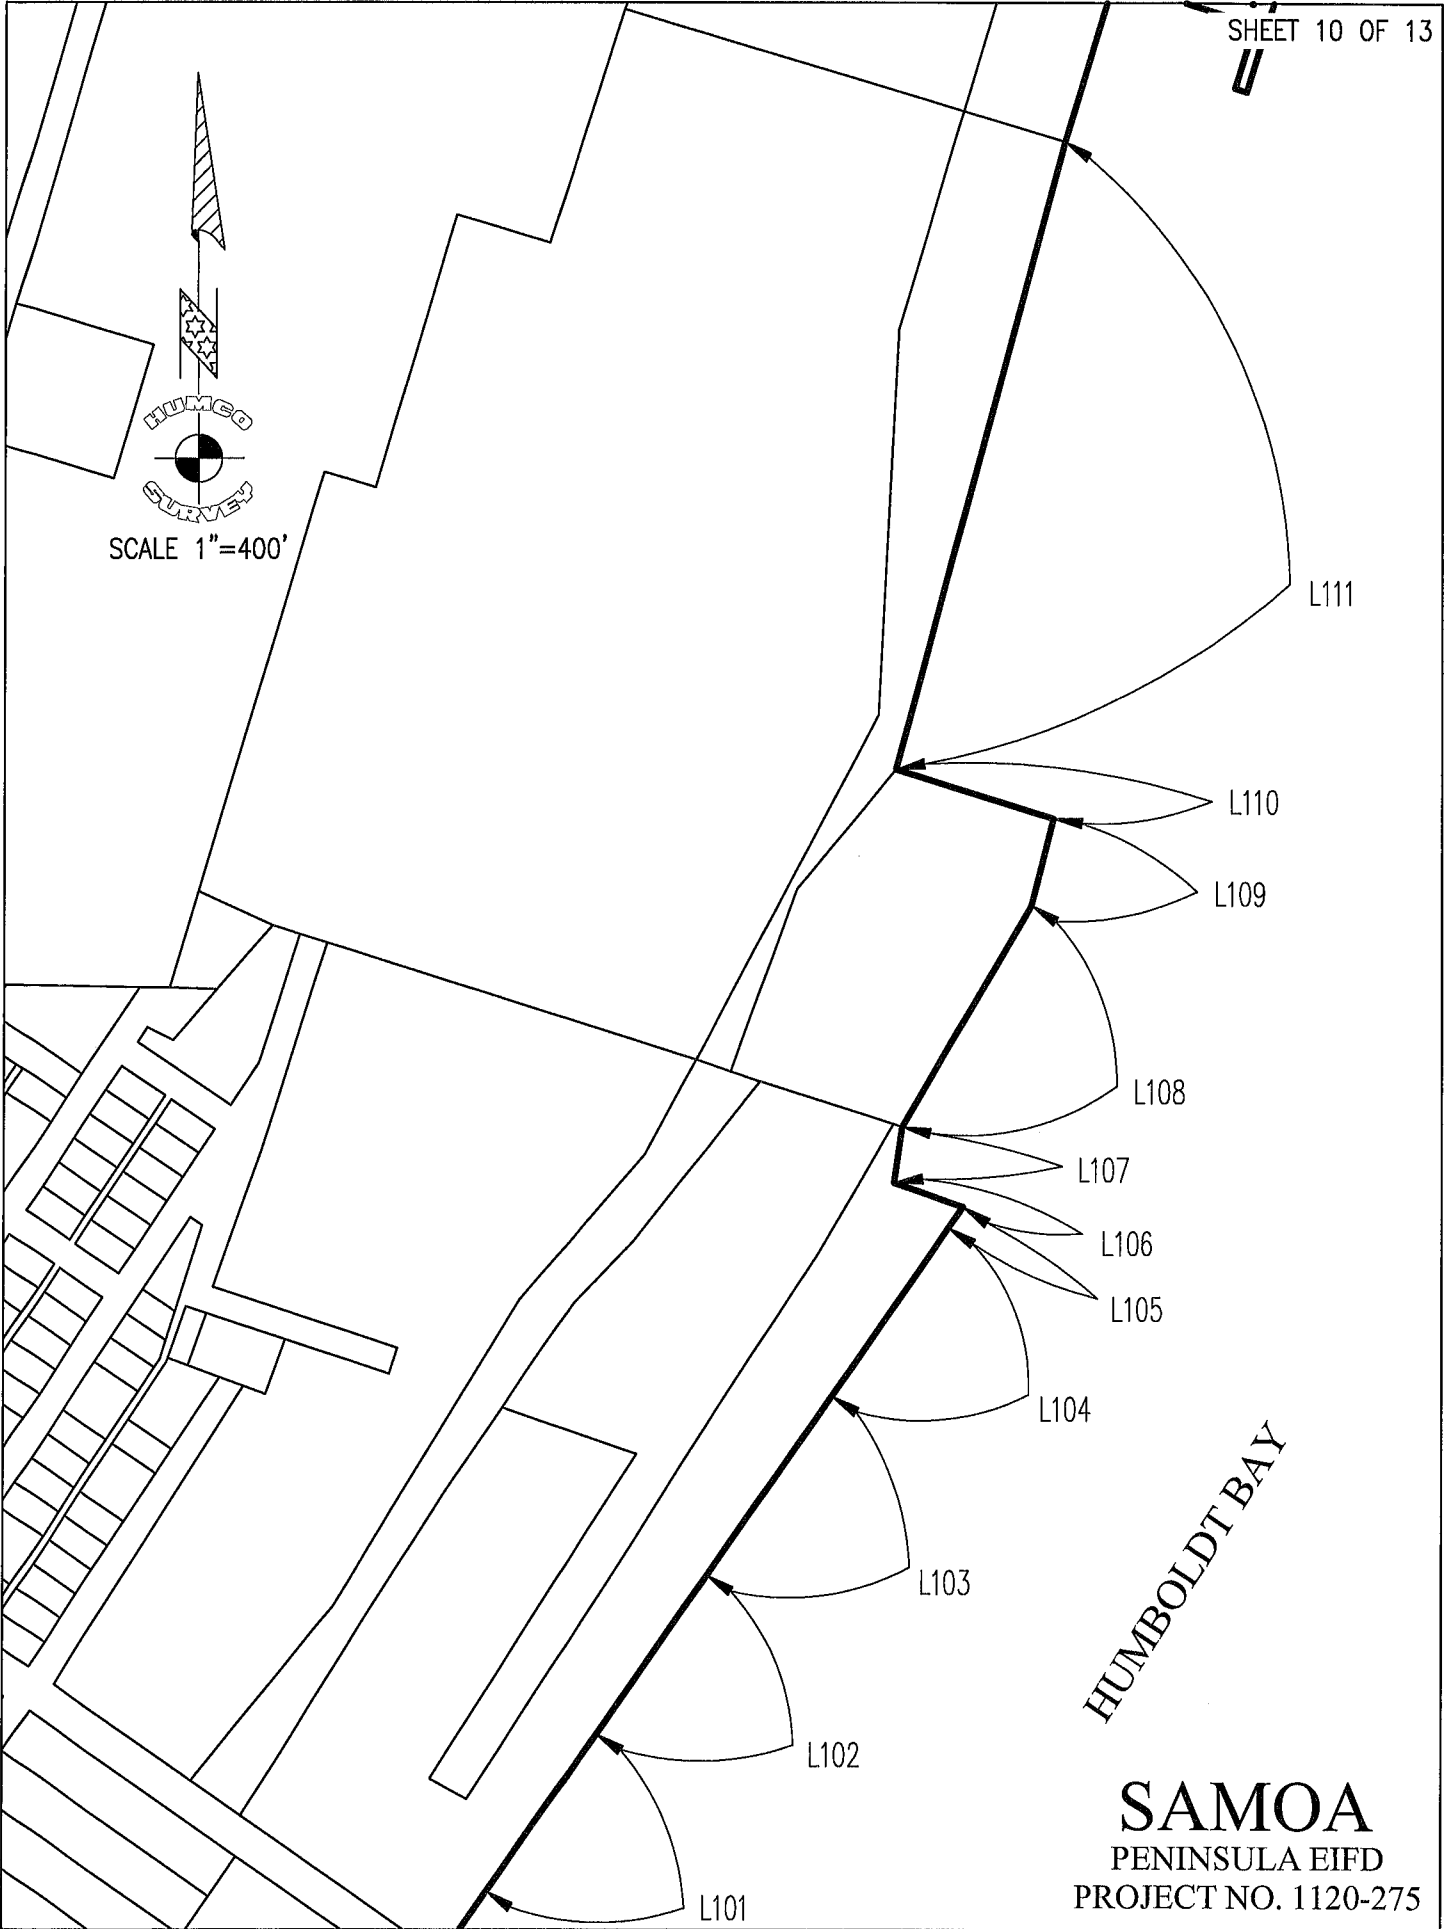 SHEET 10 OF 13
HUMCO
SURVEY
SCALE 1"=400'
L111
L110
L109
L108
L107
L106
L105
L104
L103
L102
L101
HUMBOLDT BAY
SAMOA
PENINSULA EIFD
PROJECT NO. 1120-275